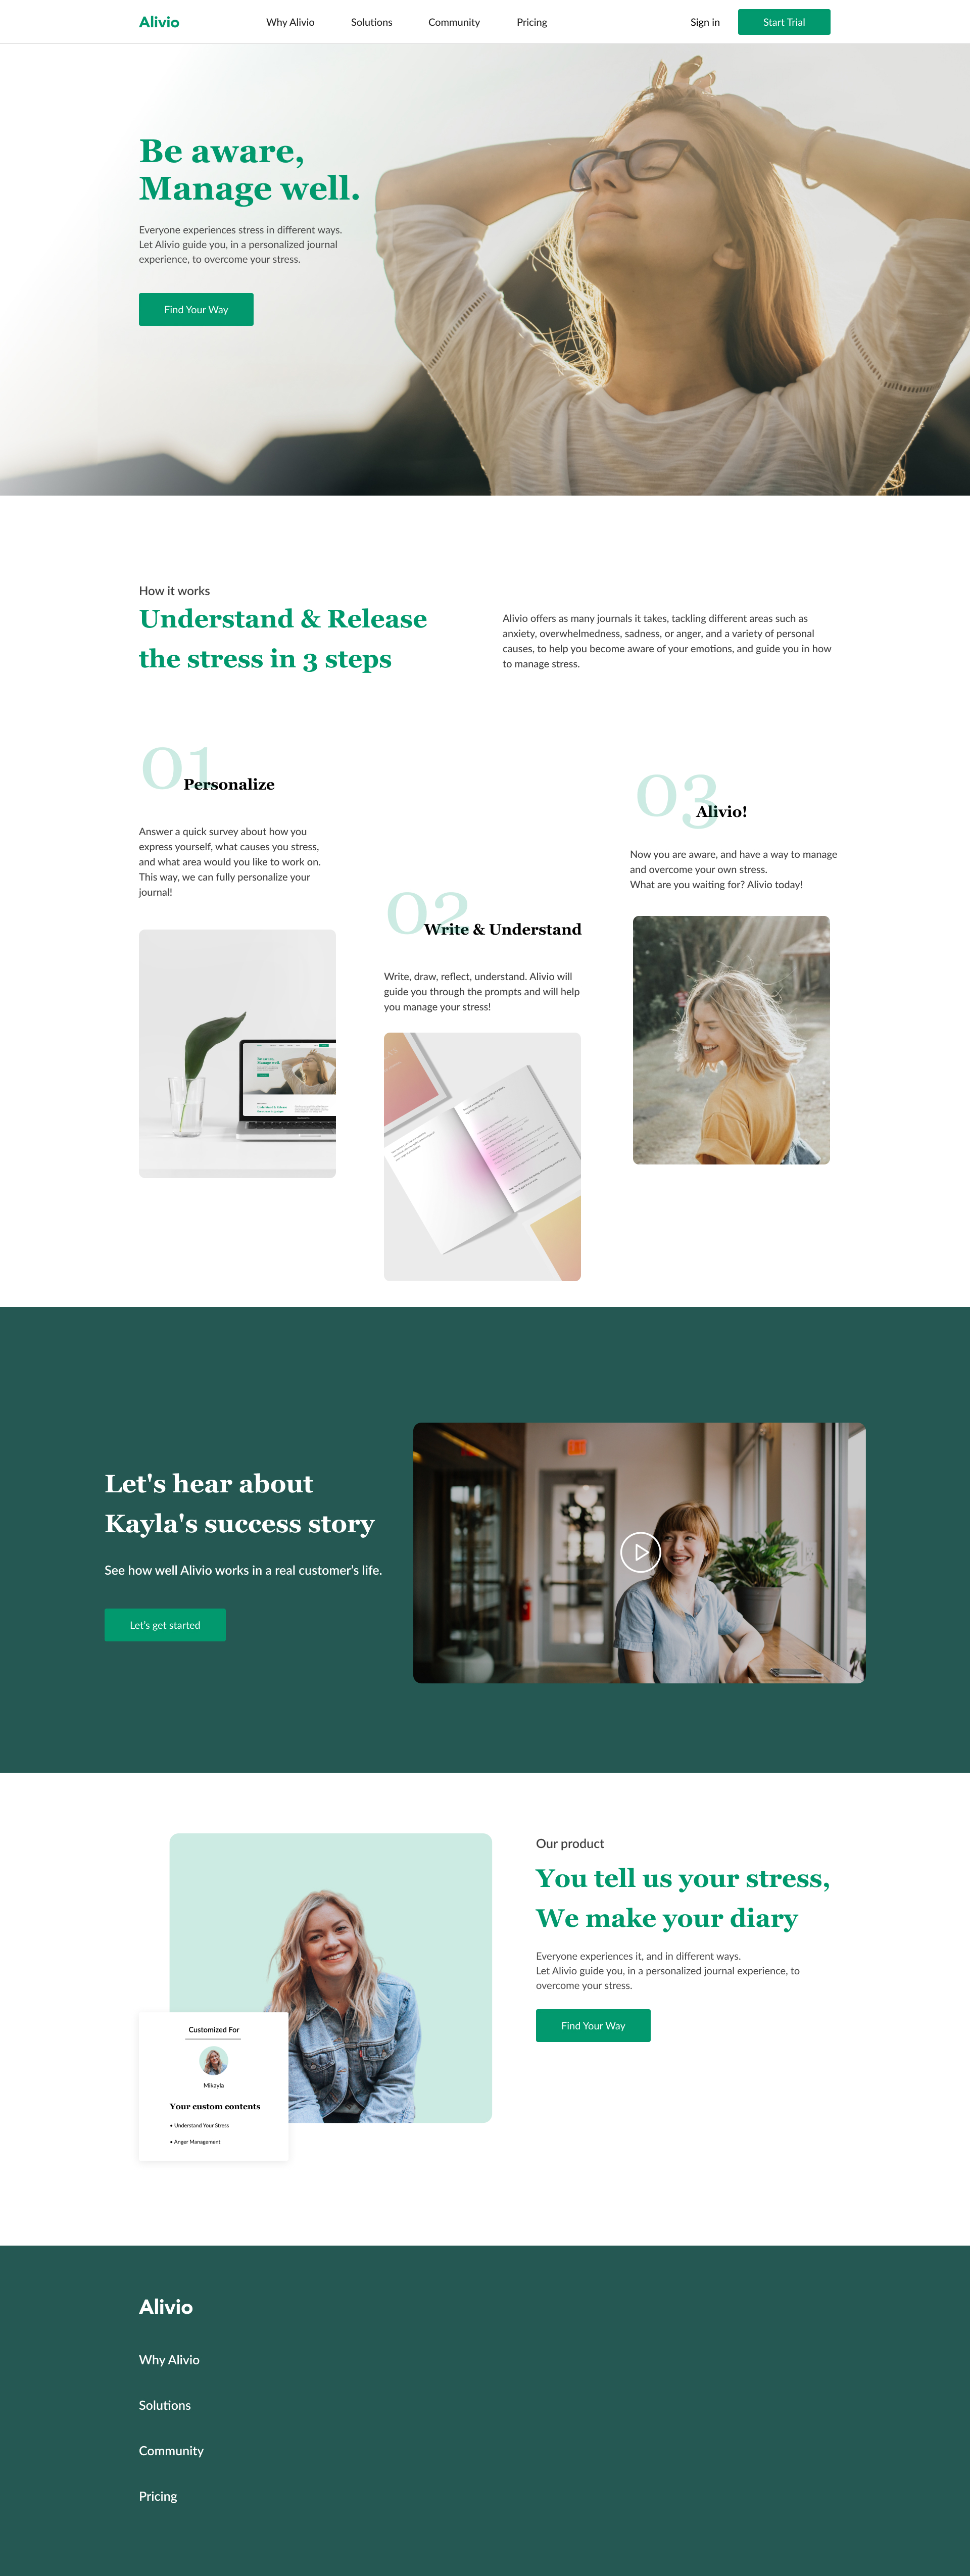 Alivio
Why Alivio
Solutions
Community
Pricing
Sign in
Start Trial
Be aware,
Manage well.
Everyone experiences stress in different ways.
Let Alivio guide you, in a personalized journal
experience, to overcome your stress.
Find Your Way
How it works
Understand & Release
the stress in 3 steps
Alivio offers as many journals it takes, tackling different areas such as
anxiety, overwhelmedness, sadness, or anger, and a variety of personal
causes, to help you become aware of your emotions, and guide you in how
to manage stress.
01
Personalize
Answer a quick survey about how you
express yourself, what causes you stress,
and what area would you like to work on.
This way, we can fully personalize your
journal!
02
Write & Understand
Write, draw, reflect, understand. Alivio will
guide you through the prompts and will help
you manage your stress!
03
Alivio!
Now you are aware, and have a way to manage
and overcome your own stress.
What are you waiting for? Alivio today!
Be aware,
Manage well.
Understand & Release
the stress in 3 steps
Let's hear about
Kayla's success story
See how well Alivio works in a real customer's life.
Let's get started
Our product
You tell us your stress,
We make your diary
Everyone experiences it, and in different ways.
Let Alivio guide you, in a personalized journal experience, to
overcome your stress.
Find Your Way
Customized For
Mikayla
Your custom contents
• Understand Your Stress
• Anger Management
Alivio
Why Alivio
Solutions
Community
Pricing